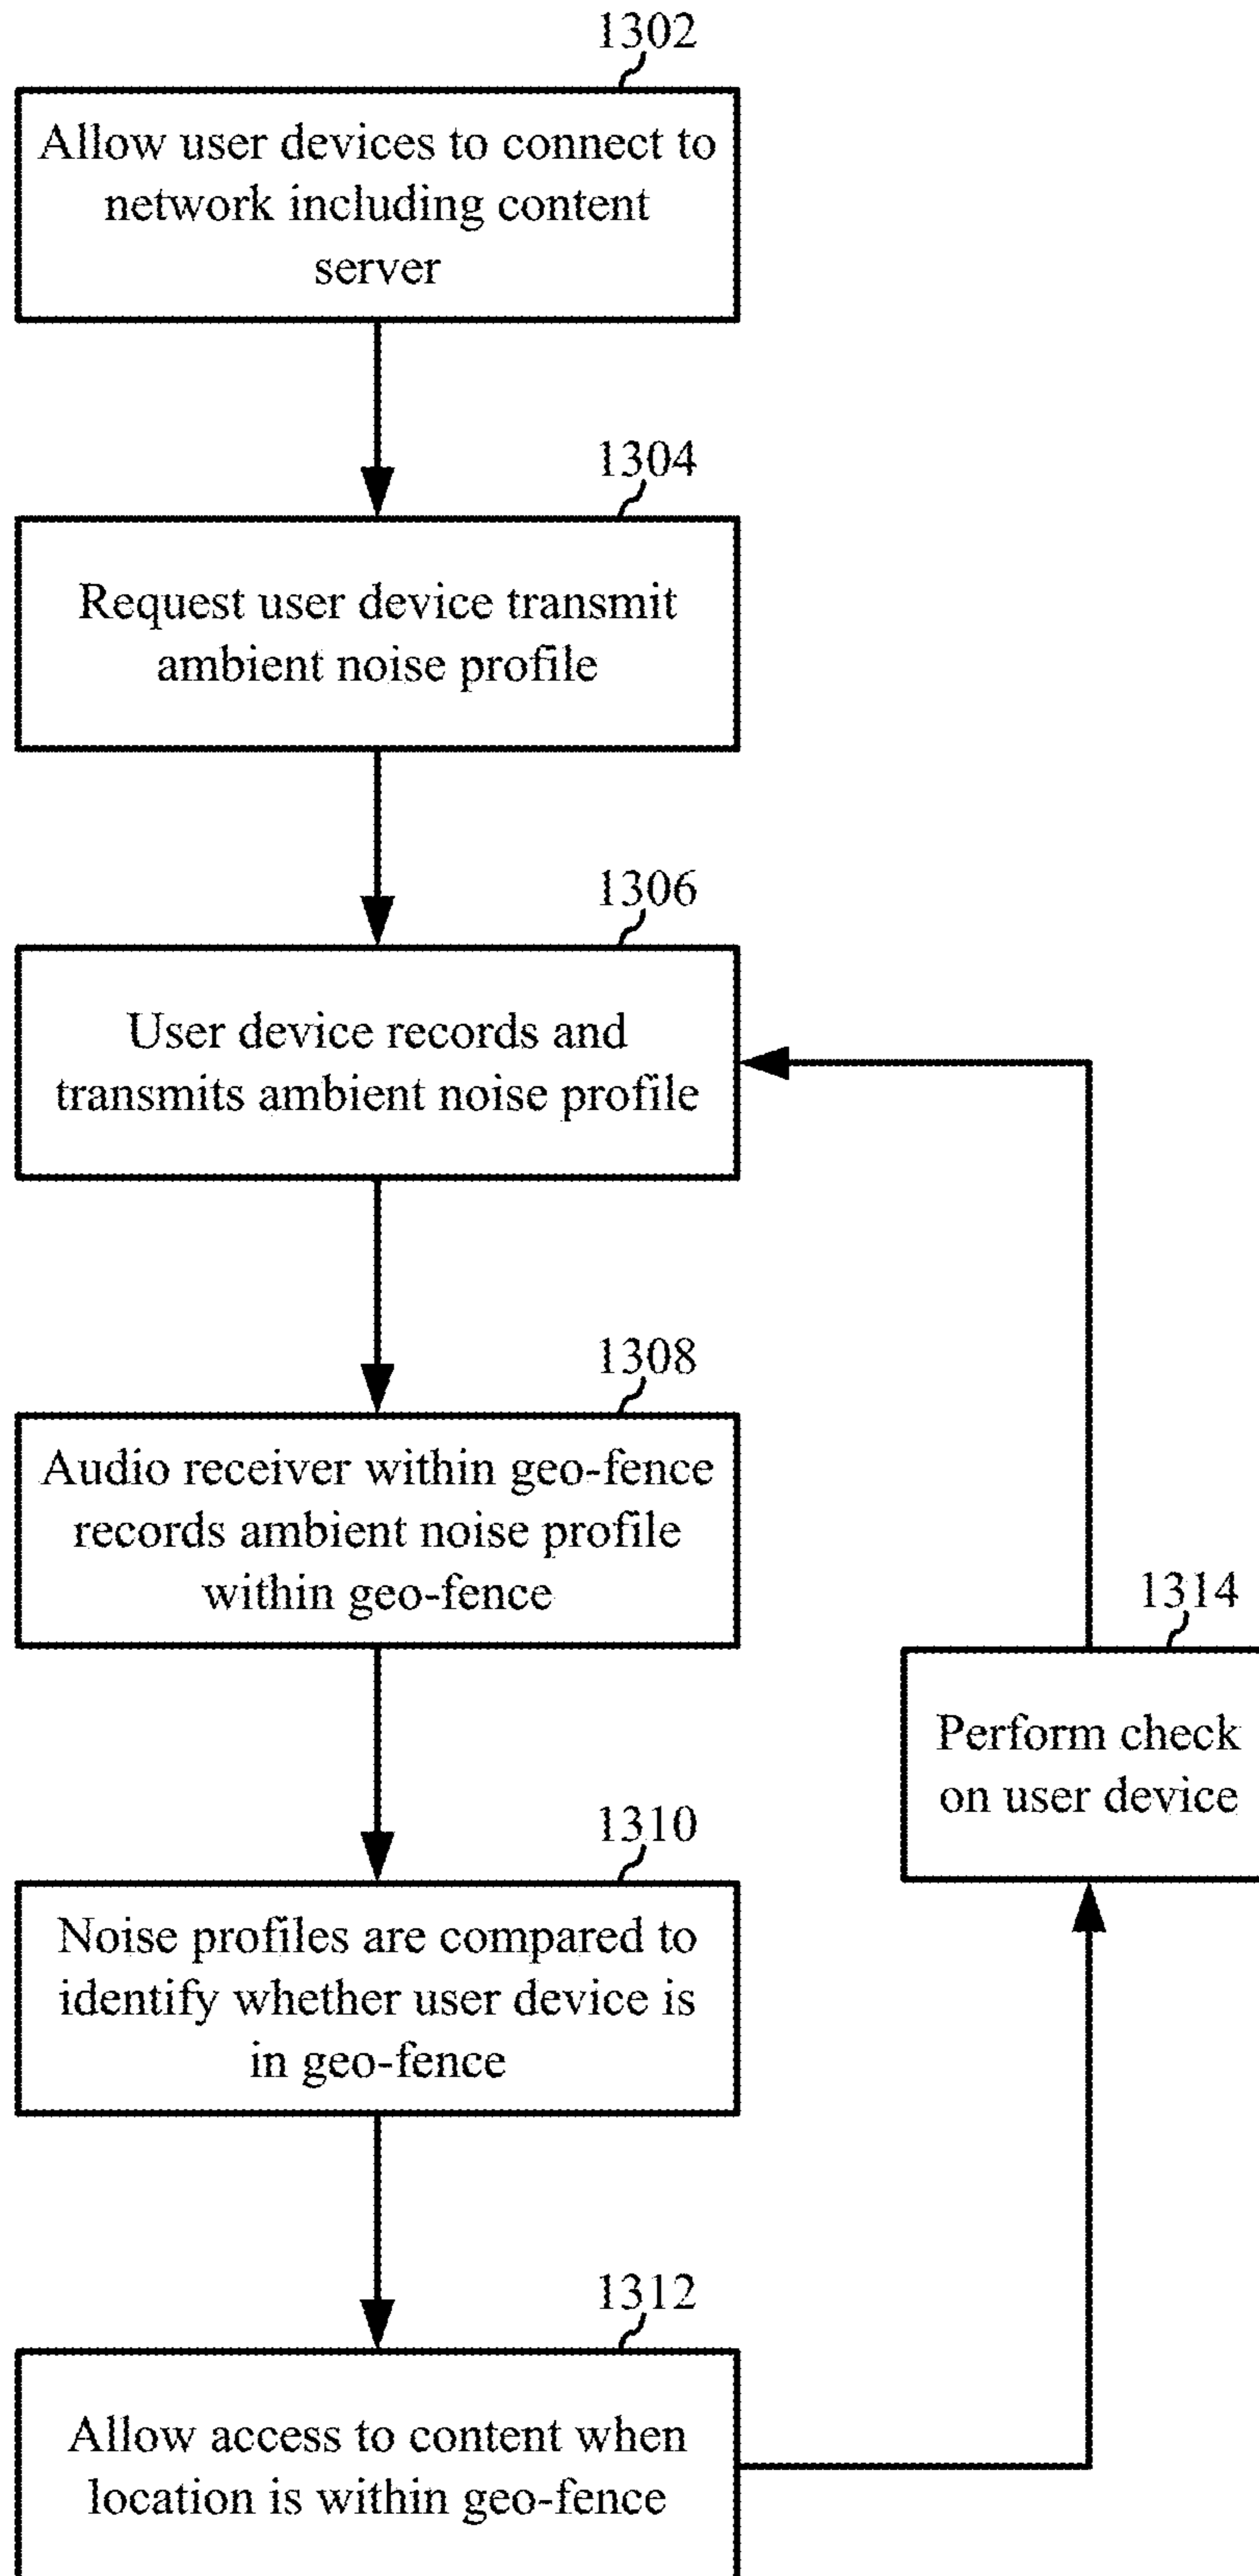 1302
Allow user devices to connect to
network including content
server
1304
Request user device transmit
ambient noise profile
1306
User device records and
transmits ambient noise profile
1308
Audio receiver within geo-fence
records ambient noise profile
within geo-fence
1314
Perform check
on user device
1310
Noise profiles are compared to
identify whether user device is
in geo-fence
1312
Allow access to content when
location is within geo-fence